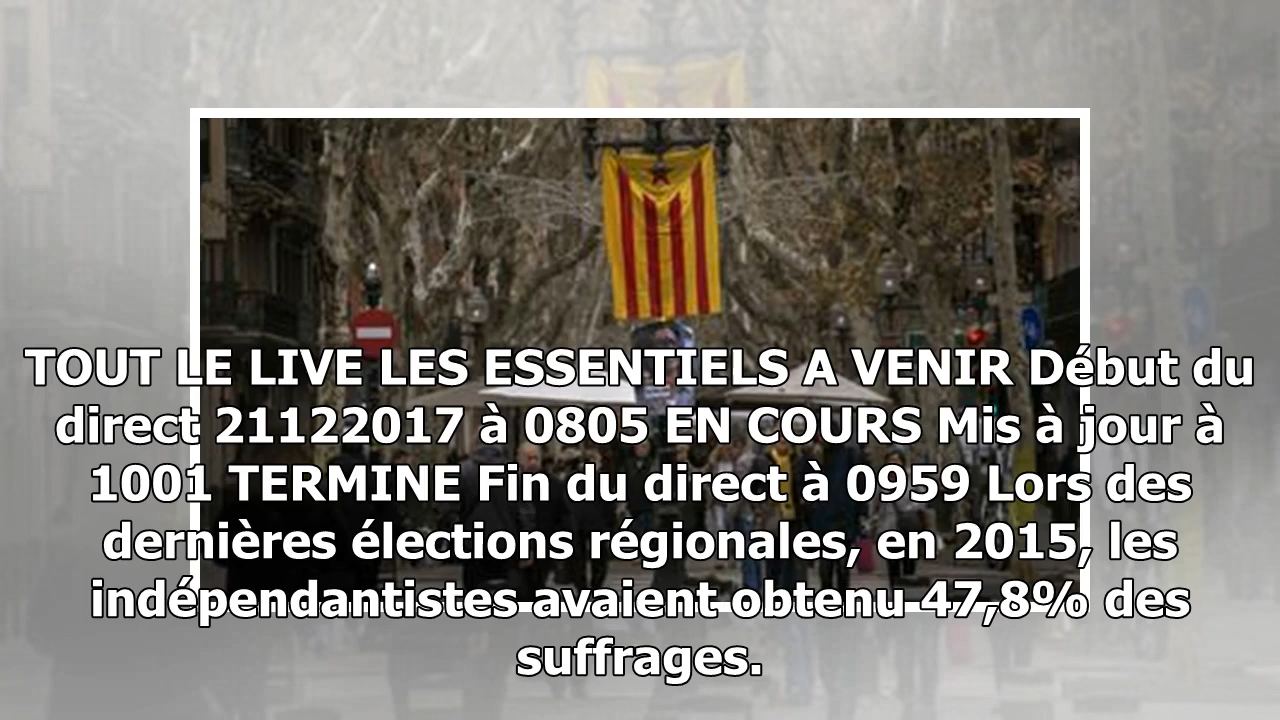 TOUT LE LIVE LES ESSENTIELS A VENIR Début du
direct 21122017 à 0805 EN COURS Mis à jour à
1001 TERMINE Fin du direct à 0959 Lors des
dernières élections régionales, en 2015, les
indépendantistes avaient obtenu 47,8% des
suffrages.